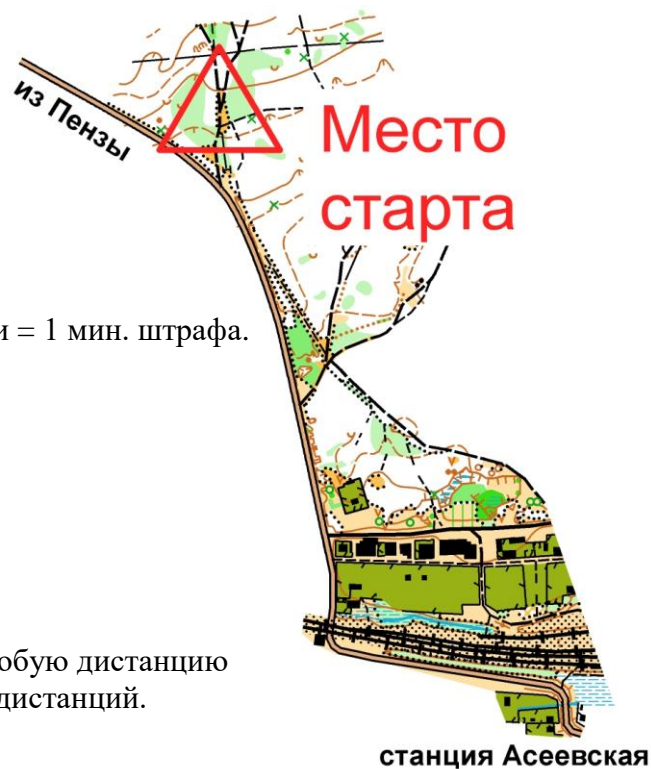 из Пензы
Место
старта
и = 1 мин. штрафа.
обую дистанцию
дистанций.
станция Асеевская